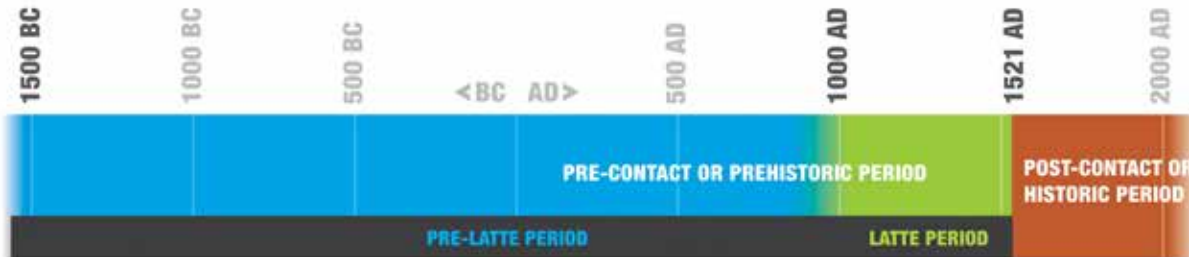 1500 BC
1000 BC
500 BC
<BC AD>
500 AD
1000 AD
1521 AD
2000 AD
PRE-CONTACT OR PREHISTORIC PERIOD
POST-CONTACT OR
HISTORIC PERIOD
PRE-LATTE PERIOD
LATTE PERIOD